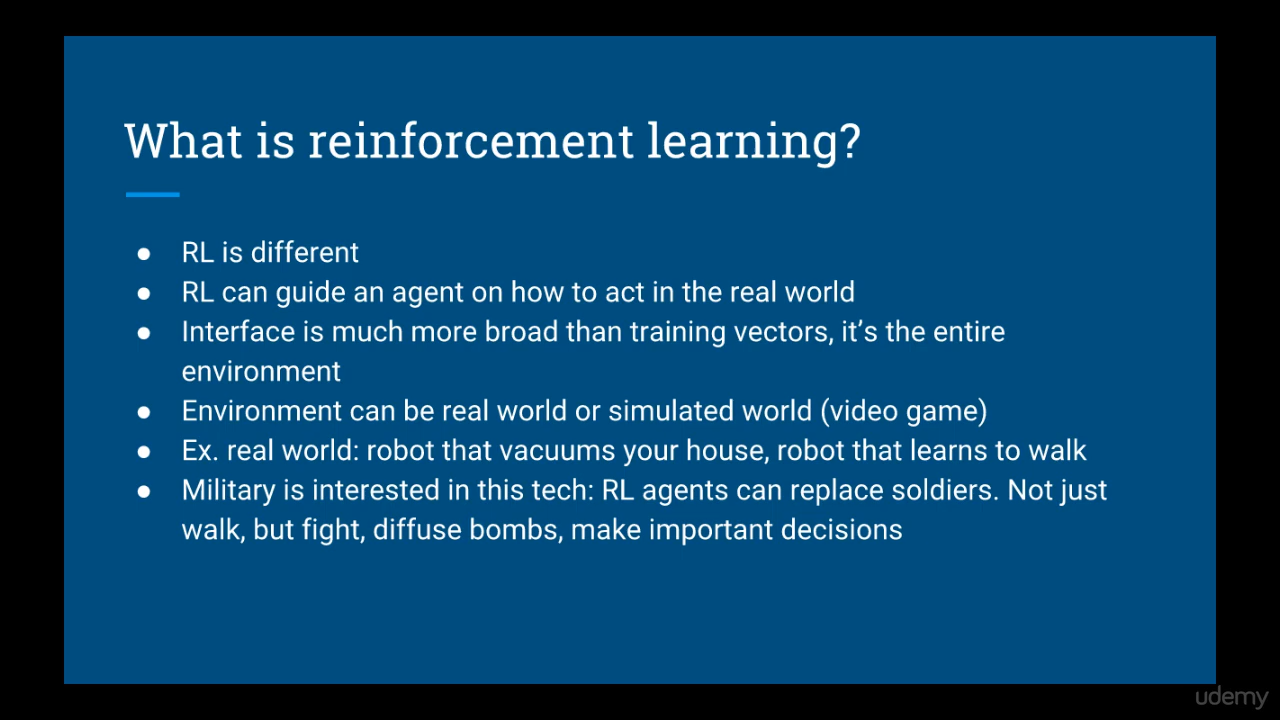 What is reinforcement learning?
● RL is different
● RL can guide an agent on how to act in the real world
● Interface is much more broad than training vectors, it’s the entire
environment
● Environment can be real world or simulated world (video game)
● Ex. real world: robot that vacuums your house, robot that learns to walk
● Military is interested in this tech: RL agents can replace soldiers. Not just
walk, but fight, diffuse bombs, make important decisions
udemy